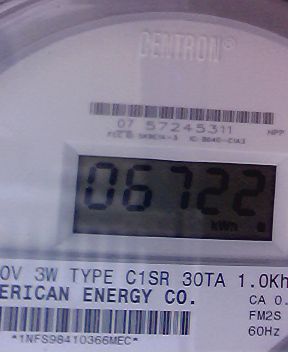 CENTRON®
07 57245311
06722
kWh
0V 3W TYPE C1SR 30TA 1.0Kh
ERICAN ENERGY CO.
CA 0.
FM2S
60Hz
*1NFS98410366MEC*